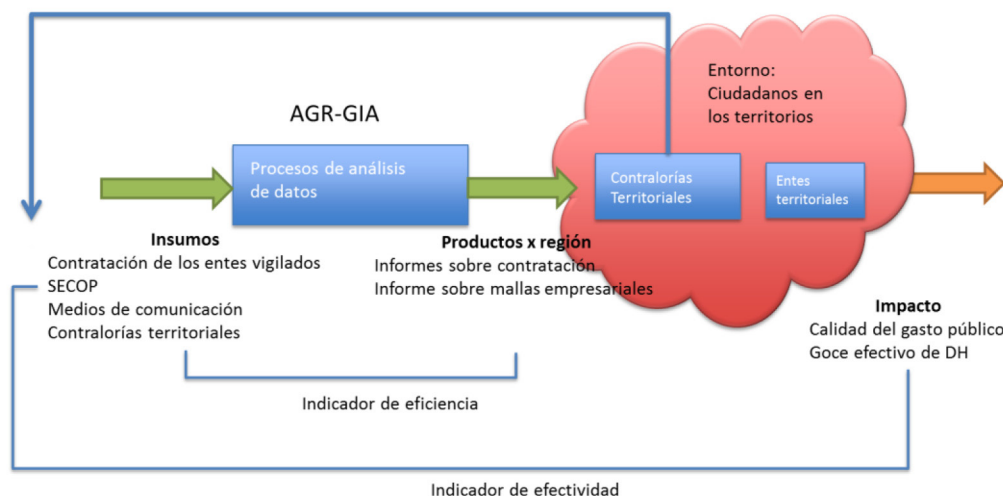 Entorno:
Ciudadanos en
los territorios
AGR-GIA
Procesos de análisis
de datos
Contralorías
Territoriales
Entes
territoriales
Insumos
Contratación de los entes vigilados
SECOP
Medios de comunicación
Contralorías territoriales
Productos x región
Informes sobre contratación
Informe sobre mallas empresariales
Impacto
Calidad del gasto público
Goce efectivo de DH
Indicador de eficiencia
Indicador de efectividad